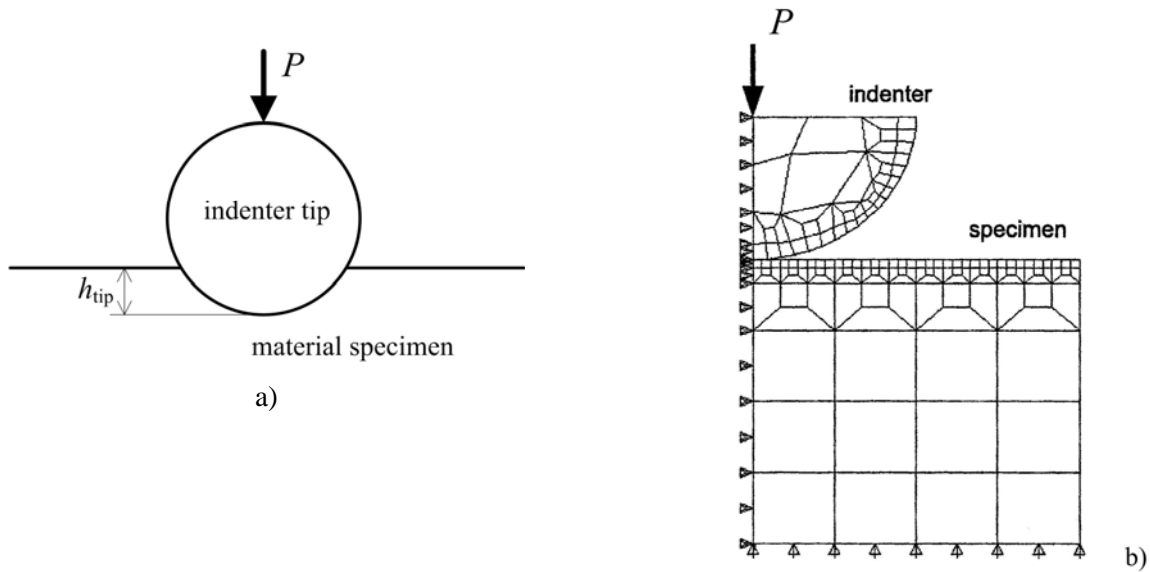 P
indenter tip
h_tip
material specimen
a)
P
indenter
specimen
b)